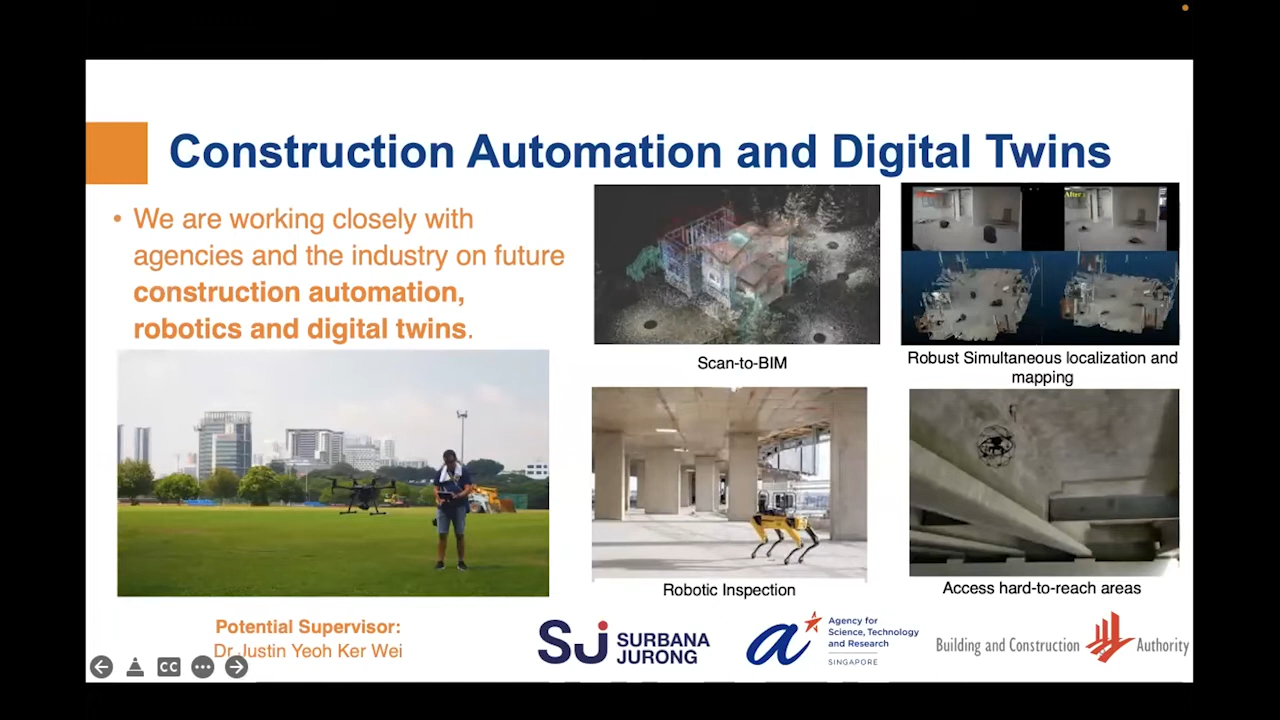 Construction Automation and Digital Twins
• We are working closely with
agencies and the industry on future
construction automation,
robotics and digital twins.
After :
Scan-to-BIM
Robust Simultaneous localization and
mapping
Robotic Inspection
Access hard-to-reach areas
Potential Supervisor:
Dr Justin Yeoh Ker Wei
CC
SJ SURBANA
JURONG
a
Agency for
Science, Technology
and Research
SINGAPORE
Building and Construction Authority